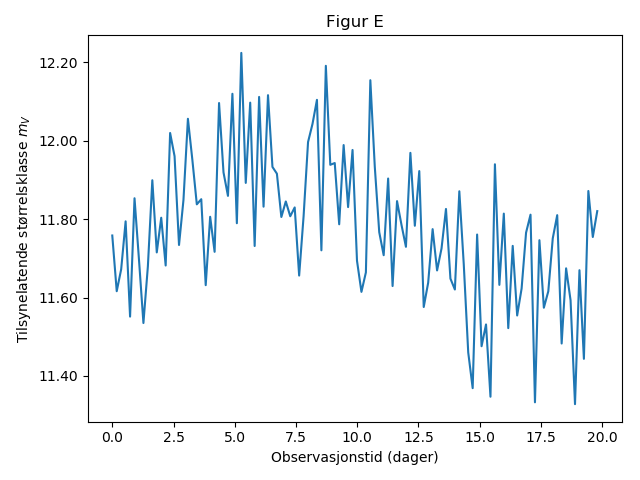 Figur E
Tilsynelatende størrelsklasse $m_V$
12.20
12.00
11.80
11.60
11.40
0.0 2.5 5.0 7.5 10.0 12.5 15.0 17.5 20.0
Observasjonstid (dager)